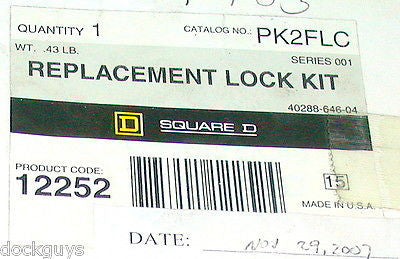 QUANTITY 1 CATALOG NO.: PK2FLC
WT. .43 LB. SERIES 001
REPLACEMENT LOCK KIT
40288-646-04
D SQUARE D
PRODUCT CODE:
12252
15
MADE IN U.S.A.
DATE: NOV 29, 2007
dockguys